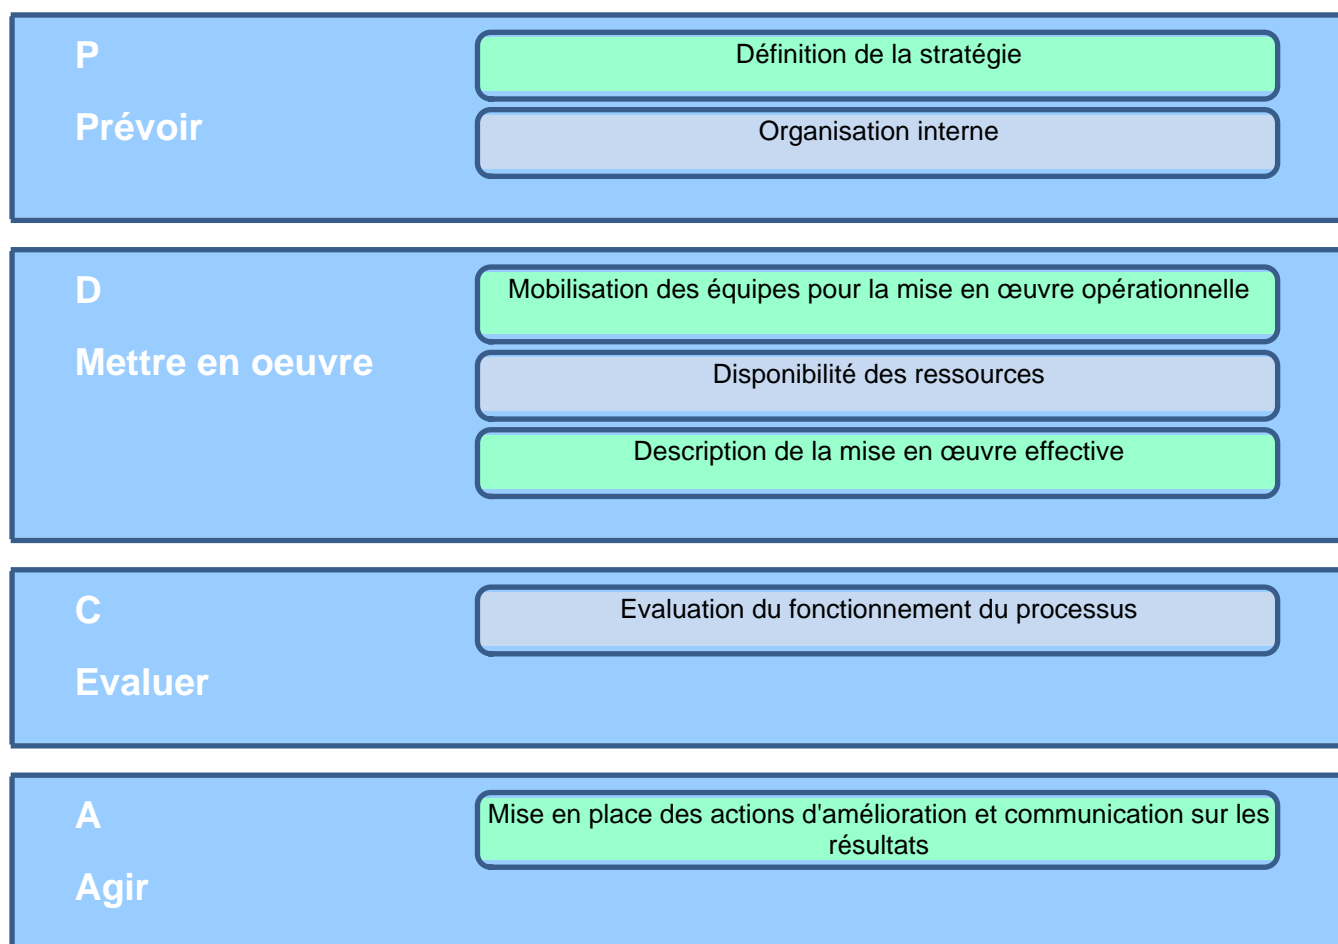 P
Prévoir
Définition de la stratégie
Organisation interne
D
Mettre en oeuvre
Mobilisation des équipes pour la mise en œuvre opérationnelle
Disponibilité des ressources
Description de la mise en œuvre effective
C
Evaluer
Evaluation du fonctionnement du processus
A
Agir
Mise en place des actions d'amélioration et communication sur les
résultats